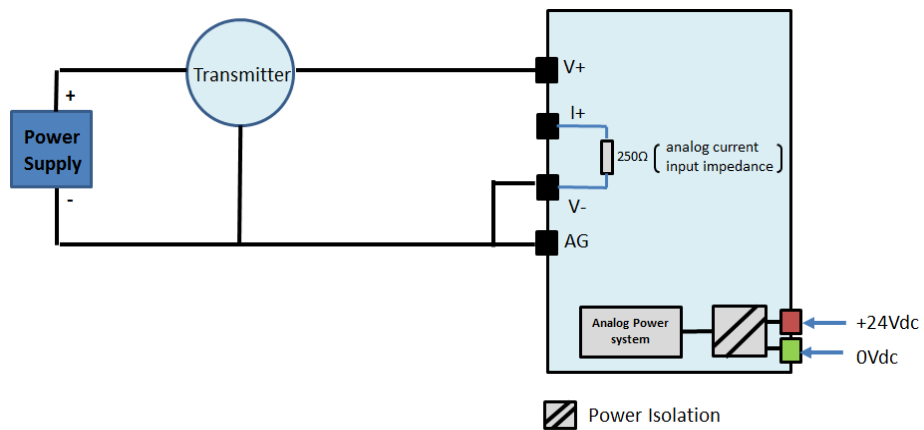 Transmitter
V+
+
I+
Power
Supply
250Ω ( analog current
input impedance )
-
V-
AG
Analog Power
system
+24Vdc
0Vdc
Power Isolation